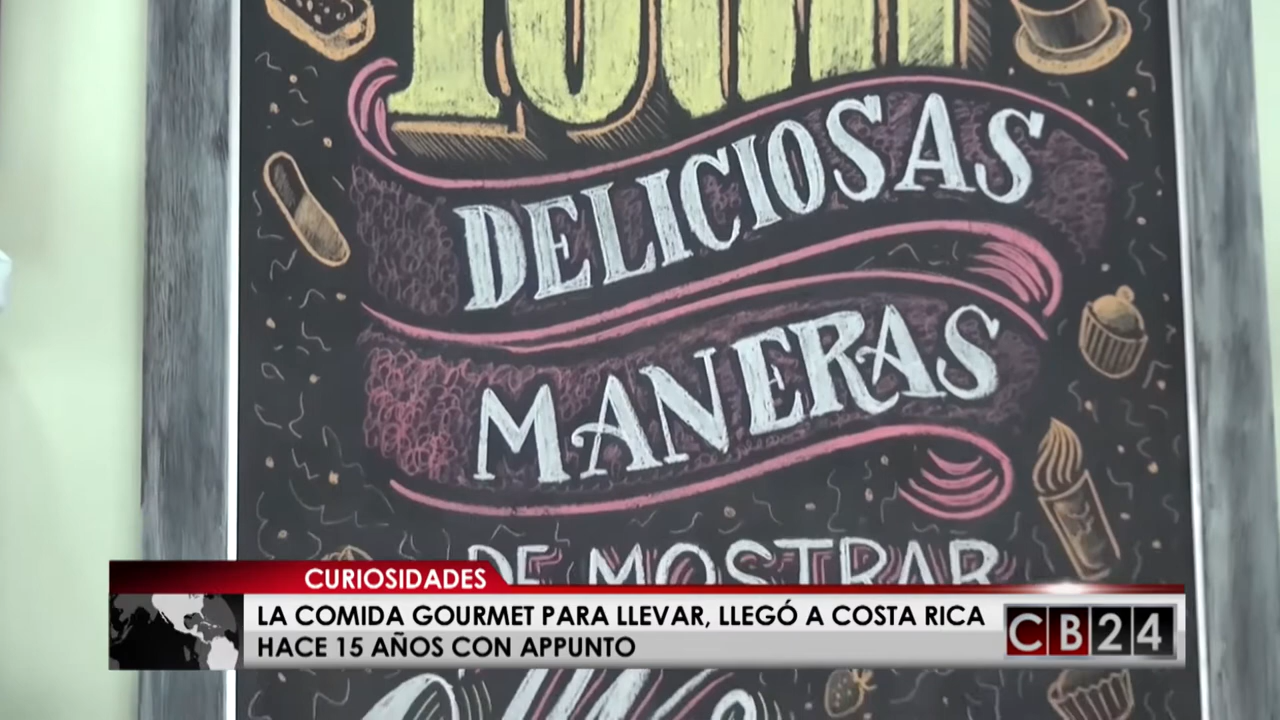 DELICIOSAS
MANERAS
DE MOSTRAR
CURIOSIDADES
LA COMIDA GOURMET PARA LLEVAR, LLEGÓ A COSTA RICA
HACE 15 AÑOS CON APPUNTO
CB24